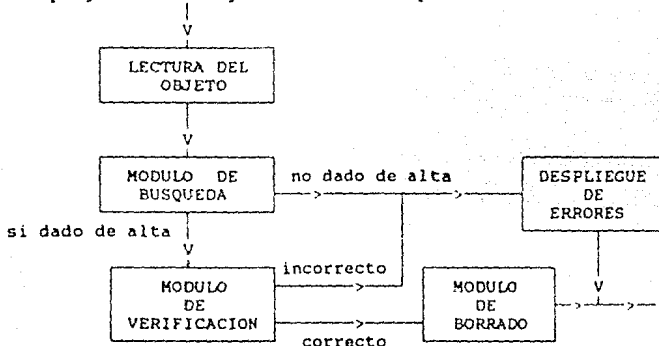 LECTURA DEL
OBJETO
MODULO DE
BUSQUEDA
no dado de alta
DESPLIEGUE
DE
ERRORES
si dado de alta
MODULO
DE
VERIFICACION
incorrecto
correcto
MODULO
DE
BORRADO